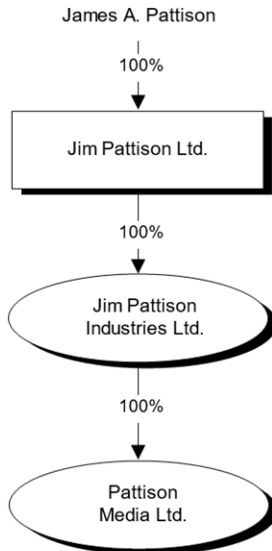 James A. Pattison
100%
Jim Pattison Ltd.
100%
Jim Pattison
Industries Ltd.
100%
Pattison
Media Ltd.